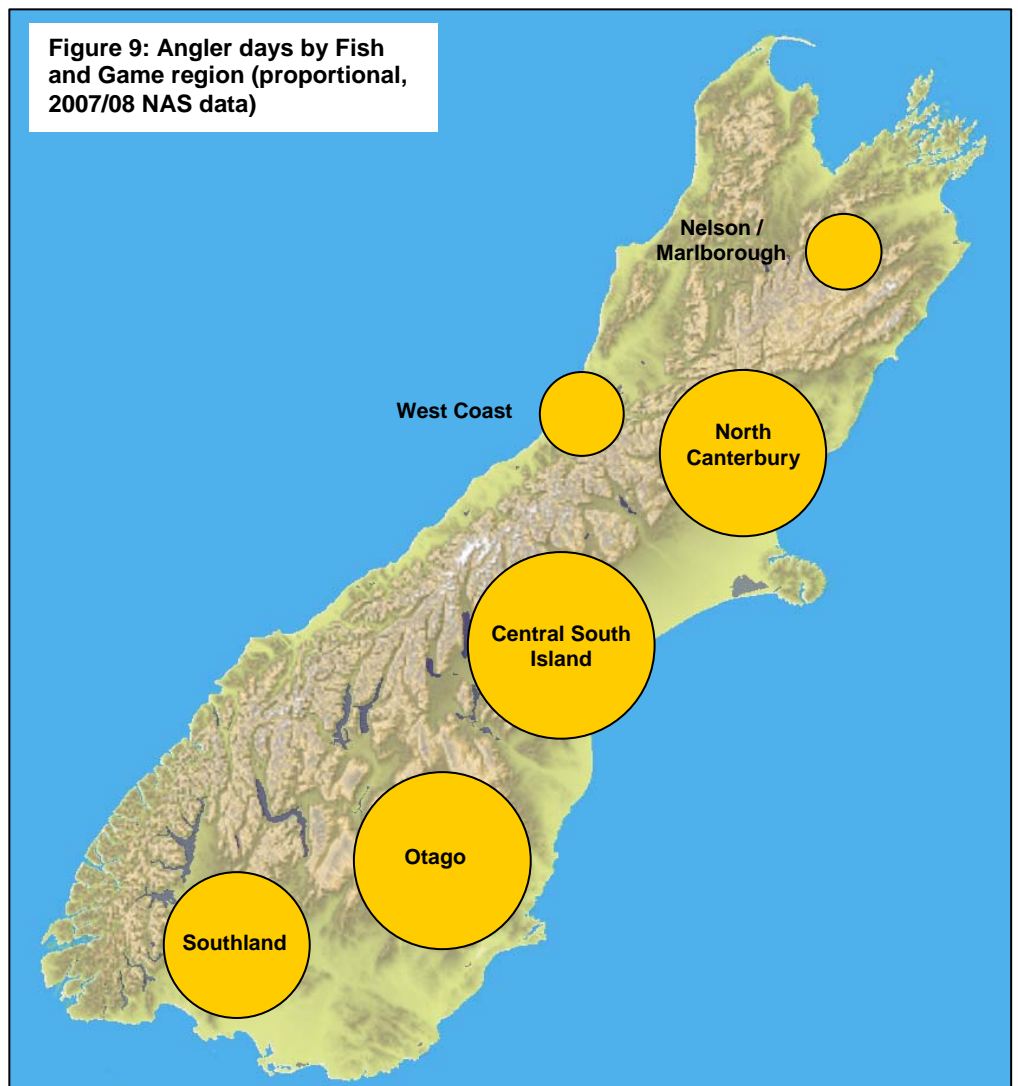 Figure 9: Angler days by Fish
and Game region (proportional,
2007/08 NAS data)
Nelson /
Marlborough
West Coast
North
Canterbury
Central South
Island
Otago
Southland